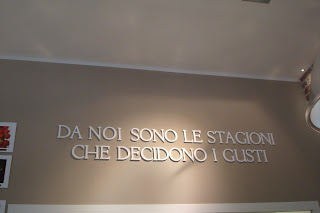 DA NOI SONO LE STAGIONI
CHE DECIDONO I GUSTI